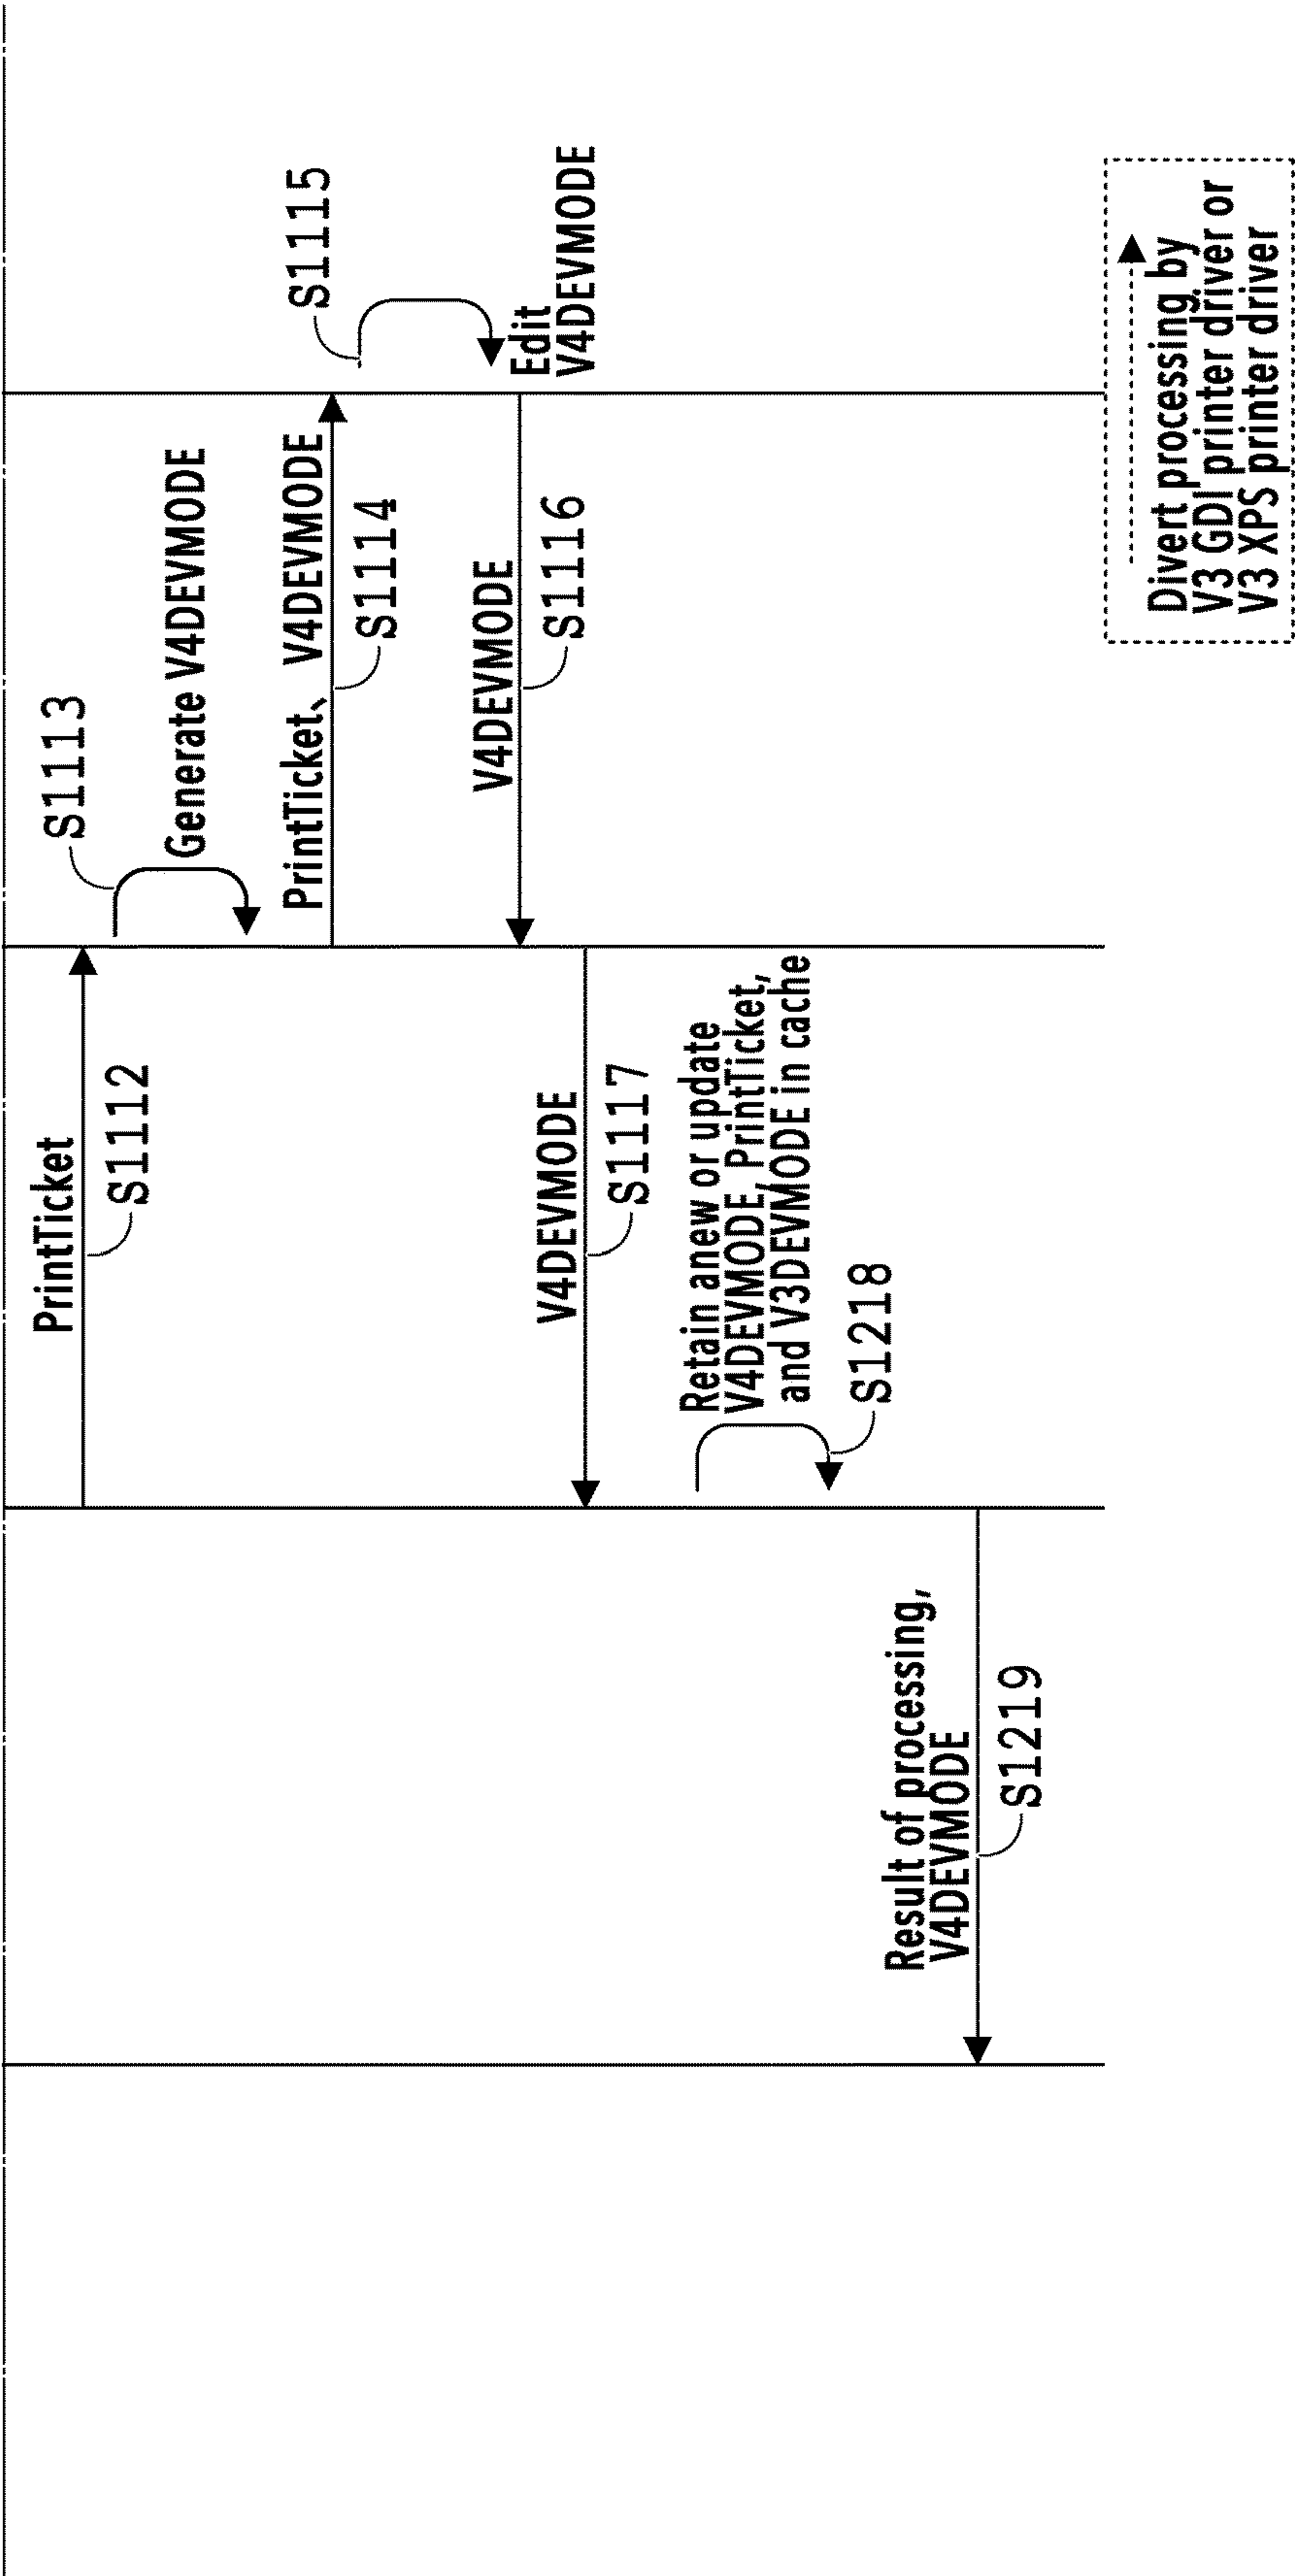 PrintTicket
S1112
S1113
Generate V4DEVMODE
PrintTicket、 V4DEVMODE
S1114
S1115
Edit
V4DEVMODE
V4DEVMODE
S1116
V4DEVMODE
S1117
Retain anew or update
V4DEVMODE, PrintTicket,
and V3DEVMODE in cache
S1218
Result of processing,
V4DEVMODE
S1219
Divert processing by
V3 GDI printer driver or
V3 XPS printer driver